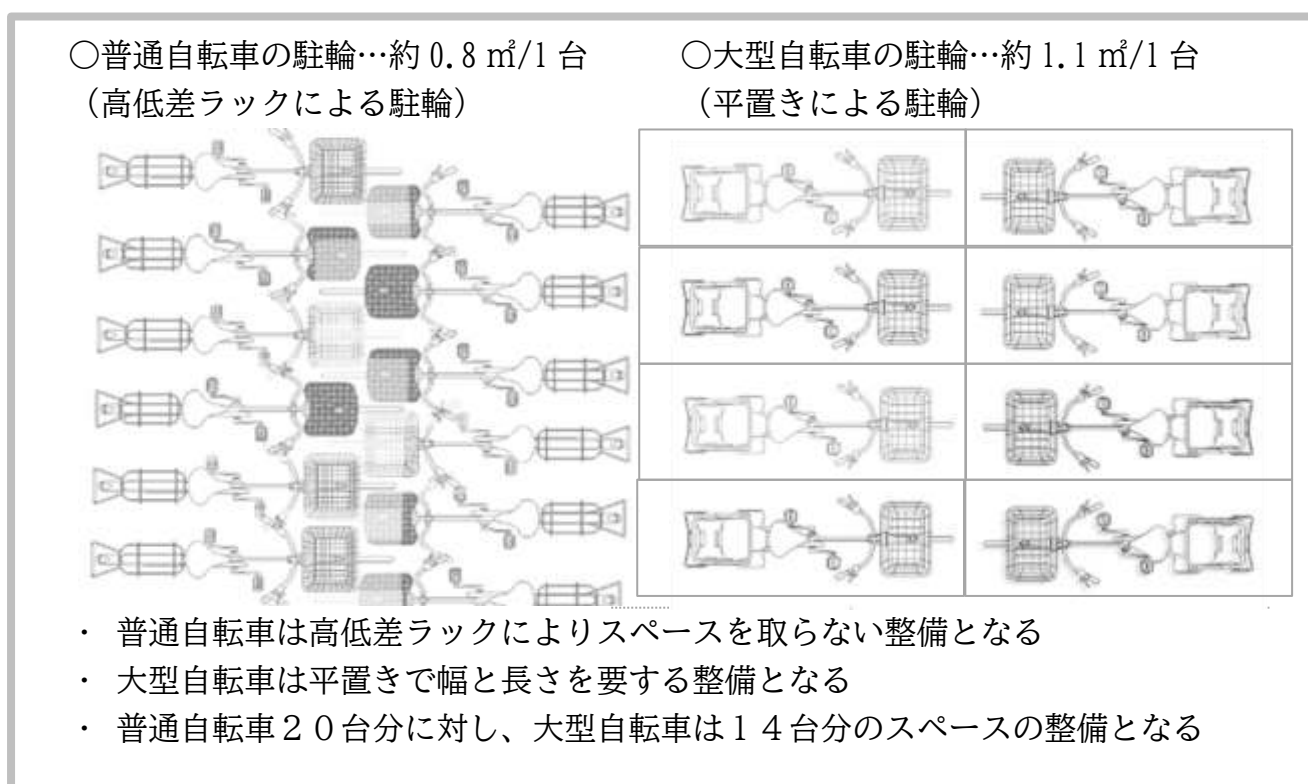 ○普通自転車の駐輪…約 0.8 ㎡/1 台
(高低差ラックによる駐輪)
○大型自転車の駐輪…約 1.1 ㎡/1 台
(平置きによる駐輪)
・ 普通自転車は高低差ラックによりスペースを取らない整備となる
・ 大型自転車は平置きで幅と長さを要する整備となる
・ 普通自転車20台分に対し、大型自転車は14台分のスペースの整備となる